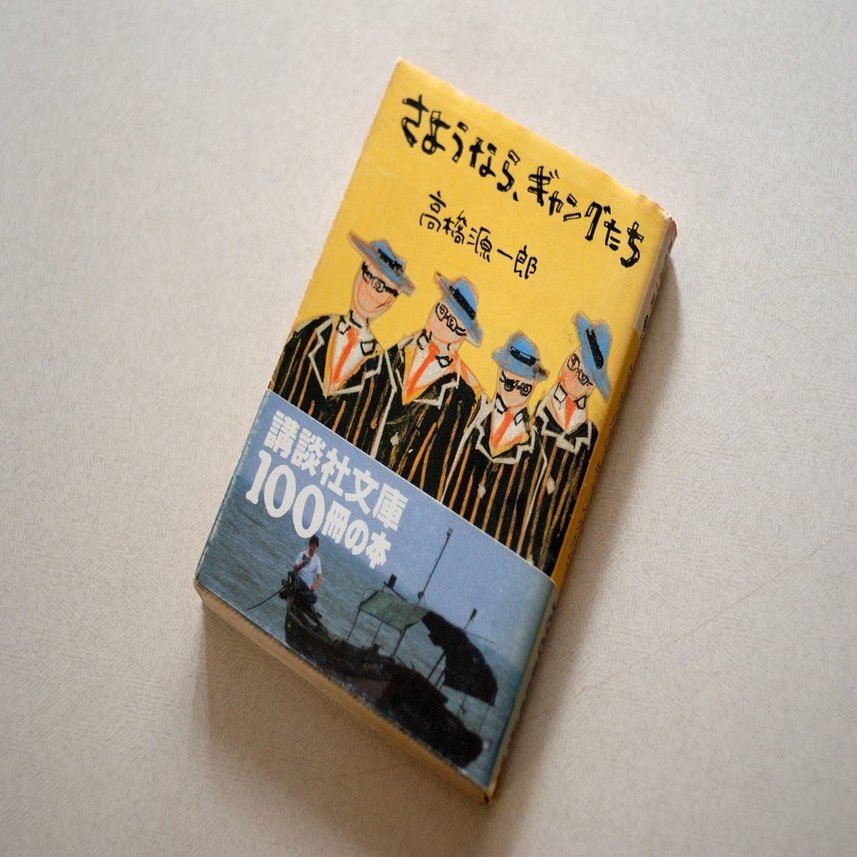 さようなら、ギャングたち
高橋源一郎
講談社文庫
100冊の本